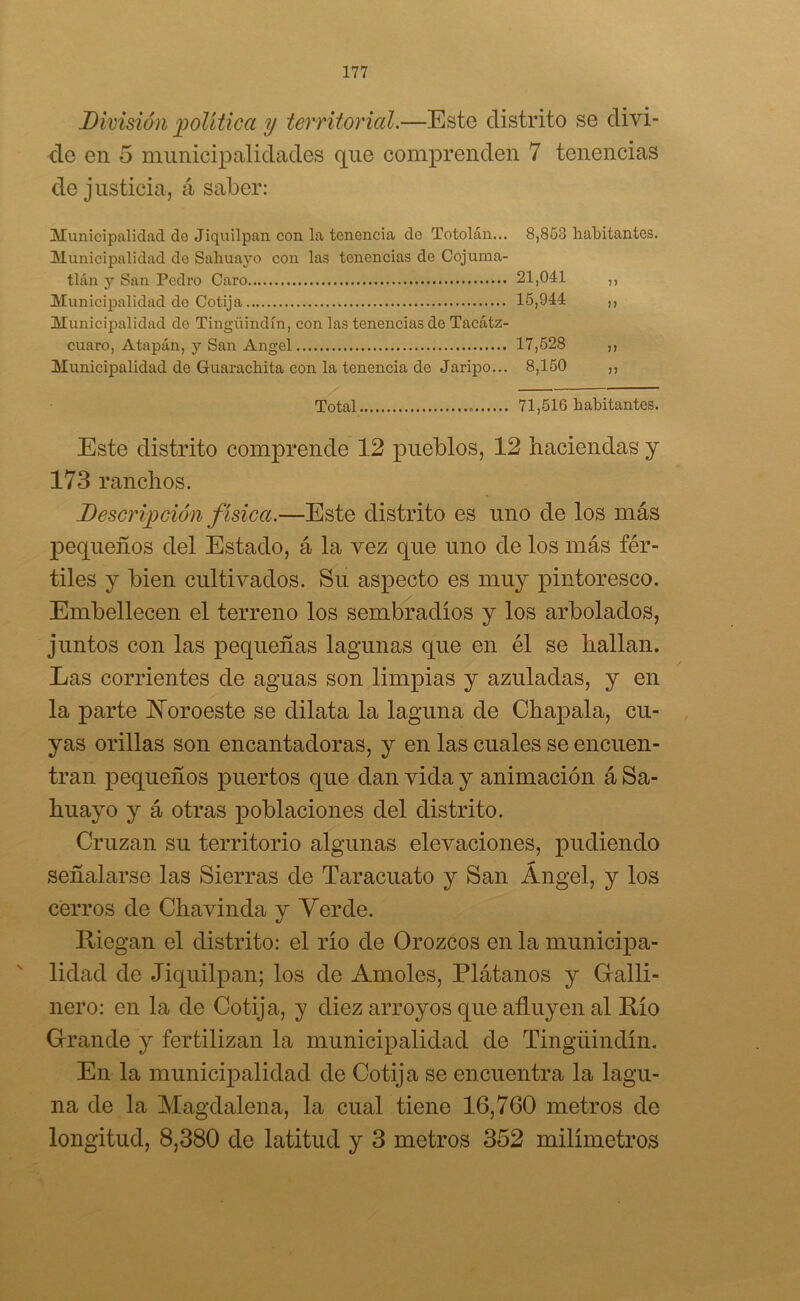 177
División política y territorial.—Este distrito se divi-
de en 5 municipalidades que comprenden 7 tenencias
de justicia, á saber:
Municipalidad de Jiquilpan con la tenencia de Totolán... 8,853 habitantes.
Municipalidad de Sahuayo con las tenencias de Cojuma-
tlán y San Pedro Caro........ 21,041 ,,
Municipalidad de Cotija........ 15,944 ,,
Municipalidad de Tingüindín, con las tenencias de Tacátz-
cuaro, Atapán, y San Angel........ 17,528 ,,
Municipalidad de Guarachita con la tenencia de Jaripo... 8,150 ,,
Total........ 71,516 habitantes.
Este distrito comprende 12 pueblos, 12 haciendas y
173 ranchos.
Descripción física.—Este distrito es uno de los más
pequeños del Estado, á la vez que uno de los más fér-
tiles y bien cultivados. Su aspecto es muy pintoresco.
Embellecen el terreno los sembradíos y los arbolados,
juntos con las pequeñas lagunas que en él se hallan.
Las corrientes de aguas son limpias y azuladas, y en
la parte Noroeste se dilata la laguna de Chapala, cu-
yas orillas son encantadoras, y en las cuales se encuen-
tran pequeños puertos que dan vida y animación á Sa-
huayo y á otras poblaciones del distrito.
Cruzan su territorio algunas elevaciones, pudiendo
señalarse las Sierras de Taracuato y San Ángel, y los
cerros de Chavinda y Verde.
Riegan el distrito: el río de Orozcos en la municipa-
lidad de Jiquilpan; los de Amoles, Plátanos y Galli-
nero: en la de Cotija, y diez arroyos que afluyen al Río
Grande y fertilizan la municipalidad de Tingüindín.
En la municipalidad de Cotija se encuentra la lagu-
na de la Magdalena, la cual tiene 16,760 metros de
longitud, 8,380 de latitud y 3 metros 352 milímetros